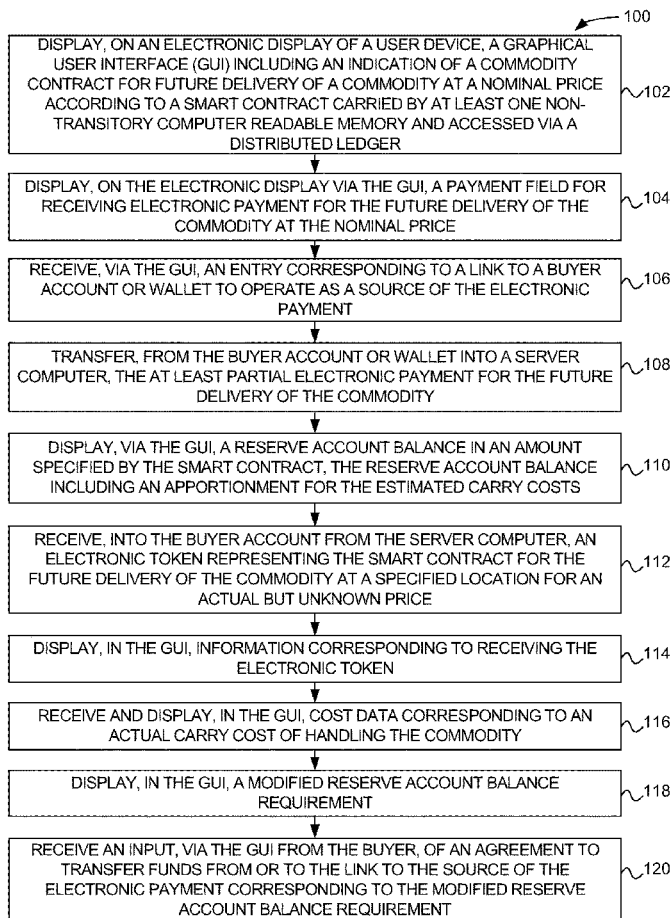 100
DISPLAY, ON AN ELECTRONIC DISPLAY OF A USER DEVICE, A GRAPHICAL
USER INTERFACE (GUI) INCLUDING AN INDICATION OF A COMMODITY
CONTRACT FOR FUTURE DELIVERY OF A COMMODITY AT A NOMINAL PRICE
ACCORDING TO A SMART CONTRACT CARRIED BY AT LEAST ONE NON-
TRANSITORY COMPUTER READABLE MEMORY AND ACCESSED VIA A
DISTRIBUTED LEDGER
102
DISPLAY, ON THE ELECTRONIC DISPLAY VIA THE GUI, A PAYMENT FIELD FOR
RECEIVING ELECTRONIC PAYMENT FOR THE FUTURE DELIVERY OF THE
COMMODITY AT THE NOMINAL PRICE
104
RECEIVE, VIA THE GUI, AN ENTRY CORRESPONDING TO A LINK TO A BUYER
ACCOUNT OR WALLET TO OPERATE AS A SOURCE OF THE ELECTRONIC
PAYMENT
106
TRANSFER, FROM THE BUYER ACCOUNT OR WALLET INTO A SERVER
COMPUTER, THE AT LEAST PARTIAL ELECTRONIC PAYMENT FOR THE FUTURE
DELIVERY OF THE COMMODITY
108
DISPLAY, VIA THE GUI, A RESERVE ACCOUNT BALANCE IN AN AMOUNT
SPECIFIED BY THE SMART CONTRACT, THE RESERVE ACCOUNT BALANCE
INCLUDING AN APPORTIONMENT FOR THE ESTIMATED CARRY COSTS
110
RECEIVE, INTO THE BUYER ACCOUNT FROM THE SERVER COMPUTER, AN
ELECTRONIC TOKEN REPRESENTING THE SMART CONTRACT FOR THE
FUTURE DELIVERY OF THE COMMODITY AT A SPECIFIED LOCATION FOR AN
ACTUAL BUT UNKNOWN PRICE
112
DISPLAY, IN THE GUI, INFORMATION CORRESPONDING TO RECEIVING THE
ELECTRONIC TOKEN
114
RECEIVE AND DISPLAY, IN THE GUI, COST DATA CORRESPONDING TO AN
ACTUAL CARRY COST OF HANDLING THE COMMODITY
116
DISPLAY, IN THE GUI, A MODIFIED RESERVE ACCOUNT BALANCE
REQUIREMENT
118
RECEIVE AN INPUT, VIA THE GUI FROM THE BUYER, OF AN AGREEMENT TO
TRANSFER FUNDS FROM OR TO THE LINK TO THE SOURCE OF THE
ELECTRONIC PAYMENT CORRESPONDING TO THE MODIFIED RESERVE
ACCOUNT BALANCE REQUIREMENT
120